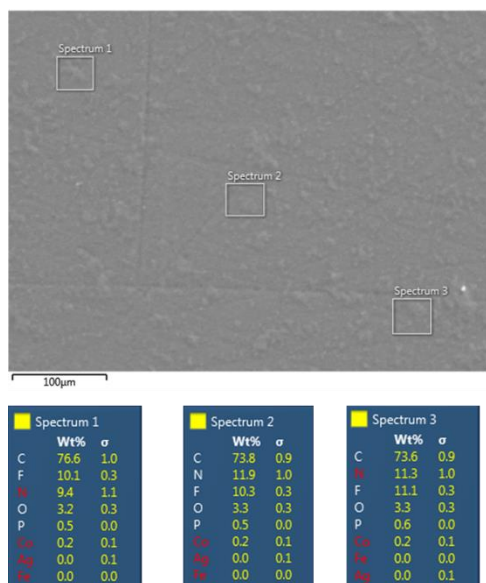 Spectrum 1
Spectrum 2
Spectrum 3
100µm
Spectrum 1
Wt% σ
C 76.6 1.0
F 10.1 0.3
N 9.4 1.1
O 3.2 0.3
P 0.5 0.0
Co 0.2 0.1
Ag 0.0 0.1
Fe 0.0 0.0
Spectrum 2
Wt% σ
C 73.8 0.9
N 11.9 1.0
F 10.3 0.3
O 3.3 0.3
P 0.5 0.0
Co 0.2 0.1
Ag 0.0 0.1
Fe 0.0 0.0
Spectrum 3
Wt% σ
C 73.6 0.9
N 11.3 1.0
F 11.1 0.3
O 3.3 0.3
P 0.6 0.0
Co 0.2 0.1
Fe 0.0 0.0
Ag 0.0 0.1